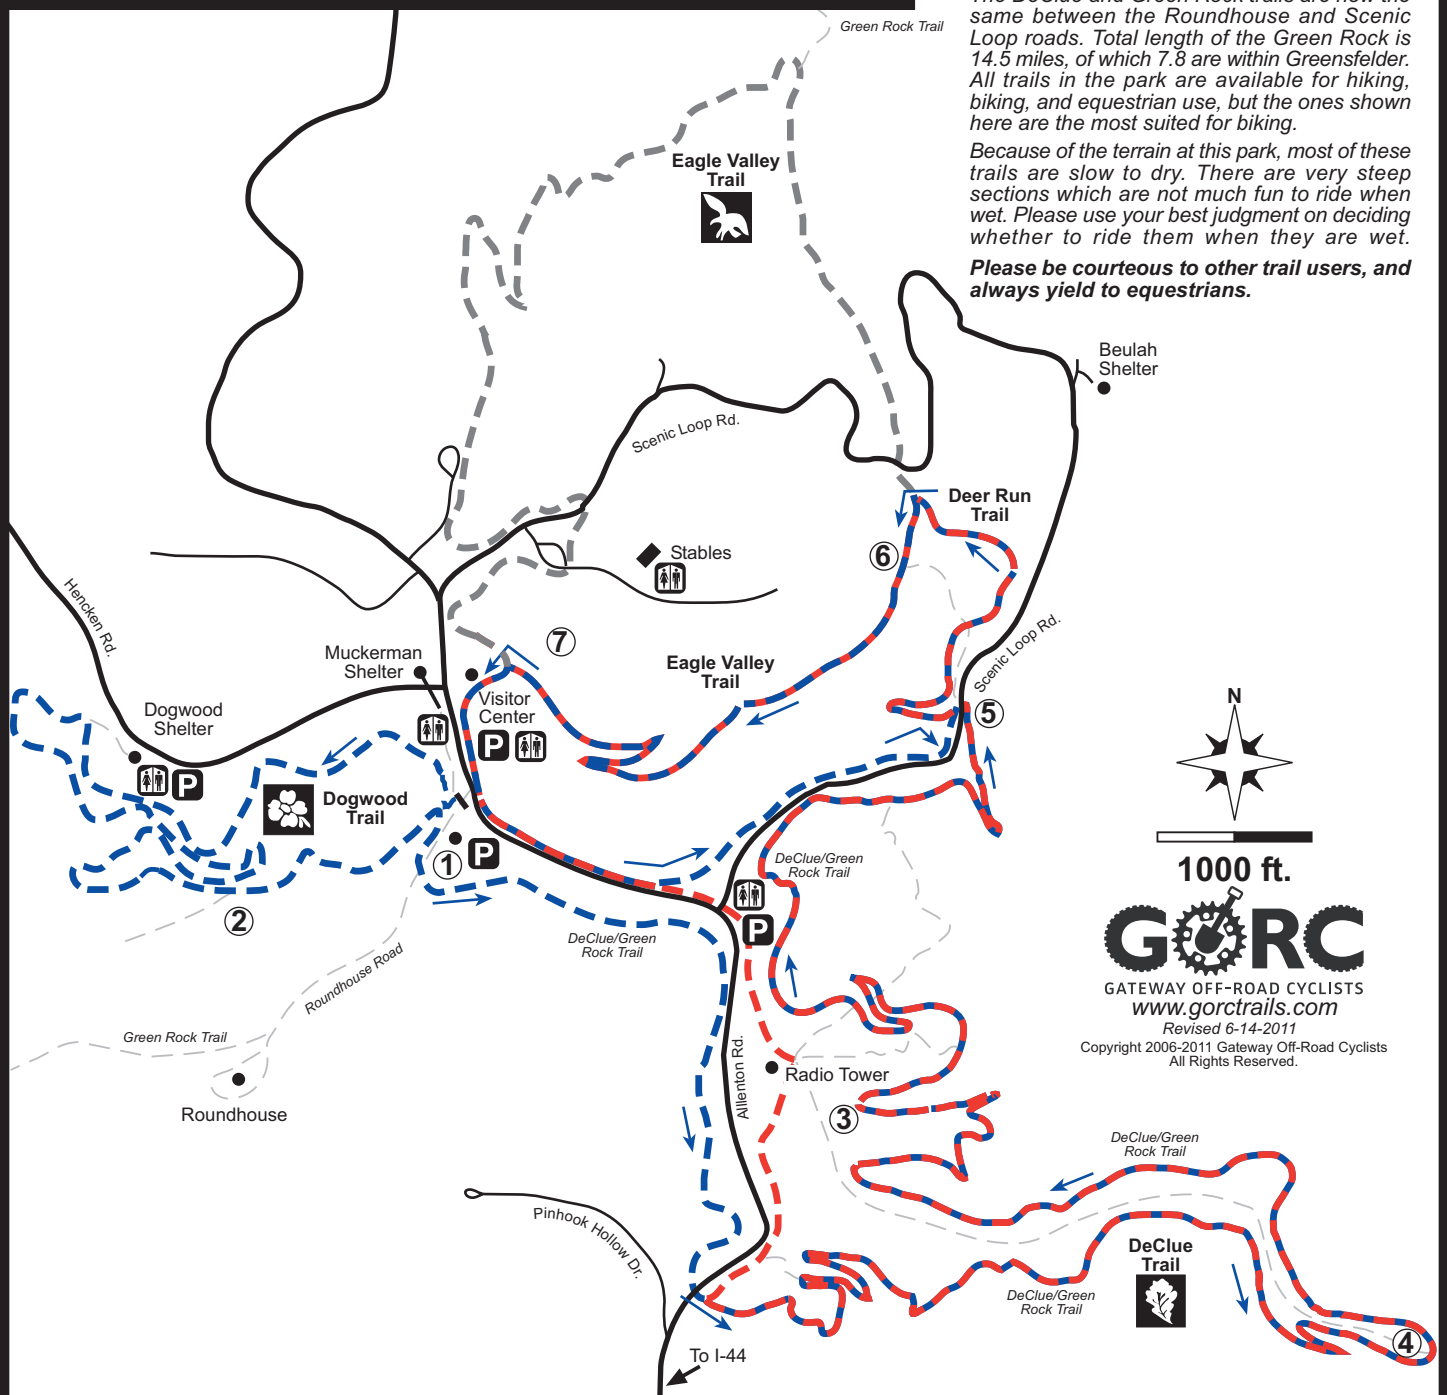 Green Rock Trail
same between the Roundhouse and Scenic
Loop roads. Total length of the Green Rock is
14.5 miles, of which 7.8 are within Greensfelder.
All trails in the park are available for hiking,
biking, and equestrian use, but the ones shown
here are the most suited for biking.
Because of the terrain at this park, most of these
trails are slow to dry. There are very steep
sections which are not much fun to ride when
wet. Please use your best judgment on deciding
whether to ride them when they are wet.
Please be courteous to other trail users, and
always yield to equestrians.
Eagle Valley
Trail
Beulah
Shelter
Scenic Loop Rd.
Deer Run
Trail
6
Stables
Hencken Rd.
7
Muckerman
Shelter
Eagle Valley
Trail
Scenic Loop Rd.
Visitor
Center
P
Dogwood
Shelter
P
5
N
Dogwood
Trail
1
P
DeClue/Green
Rock Trail
1000 ft.
2
P
DeClue/Green
Rock Trail
GORC
GATEWAY OFF-ROAD CYCLISTS
www.gorctrails.com
Revised 6-14-2011
Copyright 2006-2011 Gateway Off-Road Cyclists
All Rights Reserved.
Roundhouse Road
Green Rock Trail
Roundhouse
Alllenton Rd.
Radio Tower
3
DeClue/Green
Rock Trail
Pinhook Hollow Dr.
DeClue
Trail
DeClue/Green
Rock Trail
4
To I-44